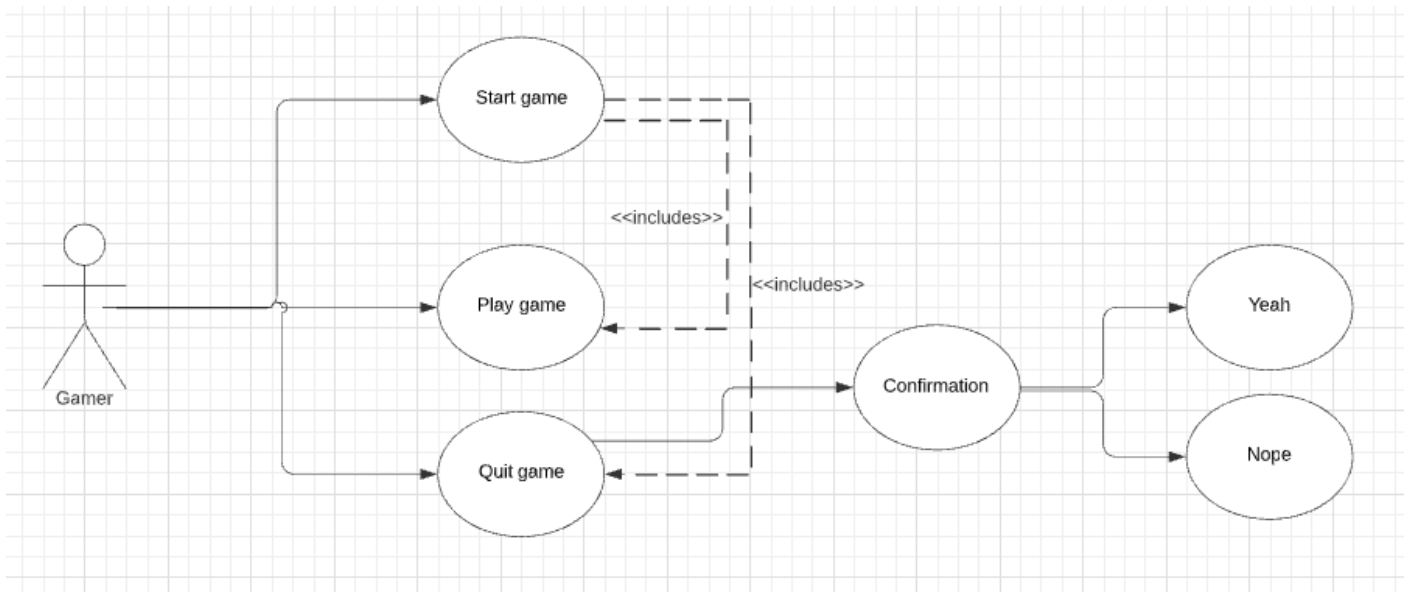 Start game
<<includes>>
<<includes>>
Play game
Yeah
Confirmation
Gamer
Quit game
Nope